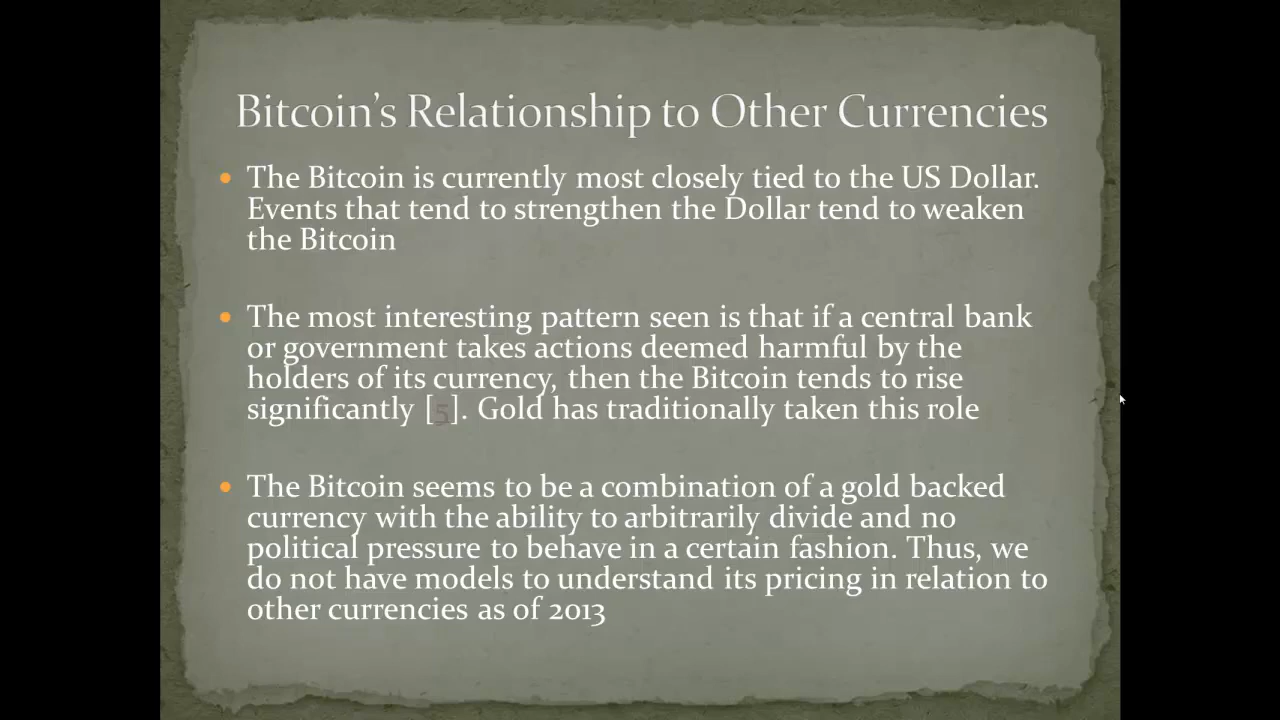 Bitcoin's Relationship to Other Currencies
• The Bitcoin is currently most closely tied to the US Dollar.
Events that tend to strengthen the Dollar tend to weaken
the Bitcoin
• The most interesting pattern seen is that if a central bank
or government takes actions deemed harmful by the
holders of its currency, then the Bitcoin tends to rise
significantly [5]. Gold has traditionally taken this role
• The Bitcoin seems to be a combination of a gold backed
currency with the ability to arbitrarily divide and no
political pressure to behave in a certain fashion. Thus, we
do not have models to understand its pricing in relation to
other currencies as of 2013